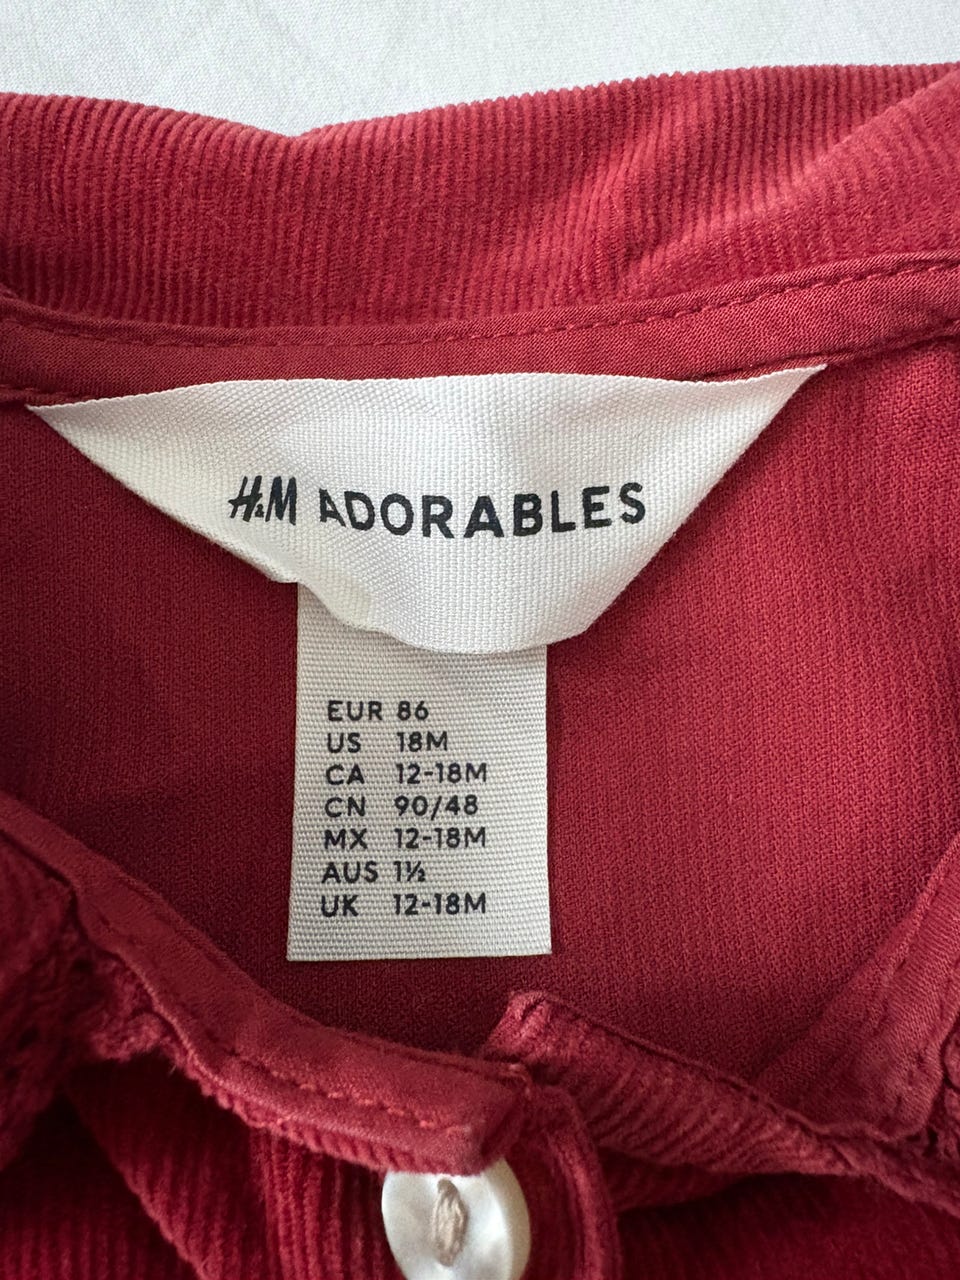 H&M ADORABLES
EUR 86
US 18M
CA 12-18M
CN 90/48
MX 12-18M
AUS 1½
UK 12-18M